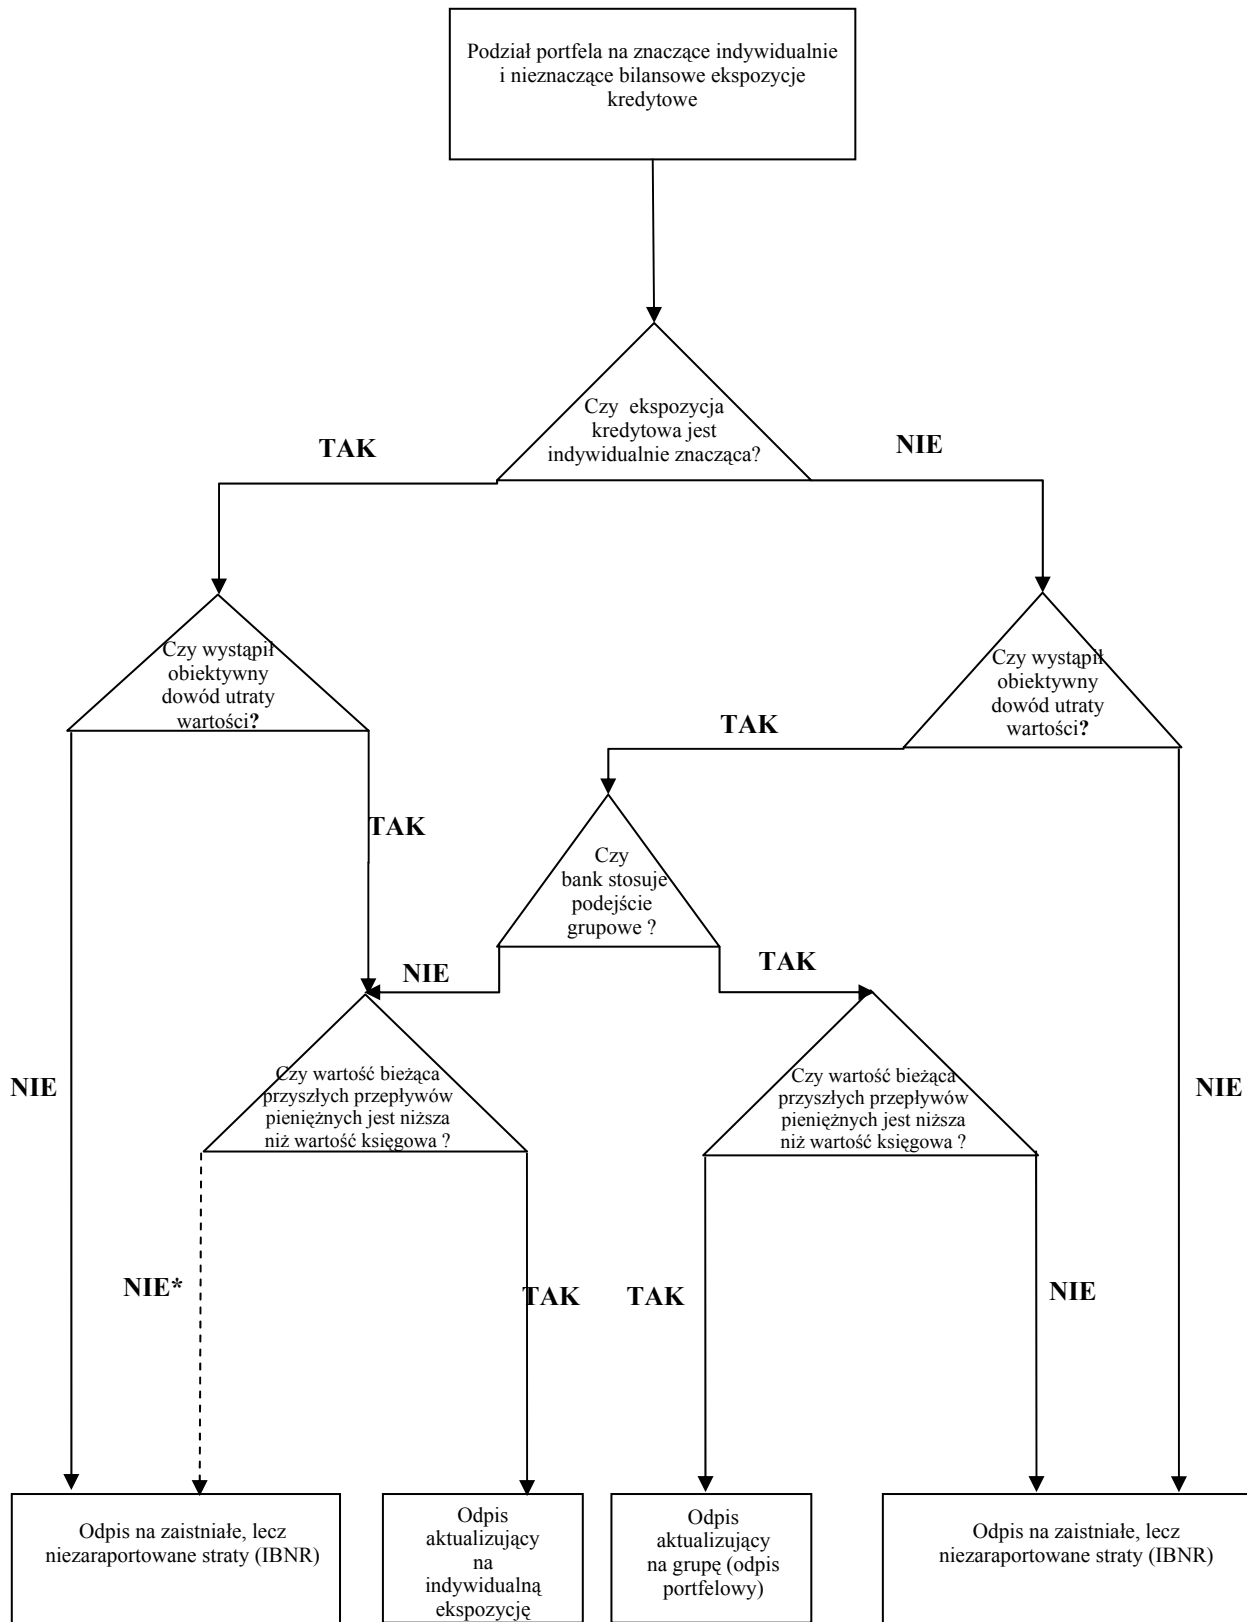 Podział portfela na znaczące indywidualnie
i nieznaczące bilansowe ekspozycje
kredytowe
Czy ekspozycja
kredytowa jest
indywidualnie znacząca?
TAK
NIE
Czy wystąpił
obiektywny
dowód utraty
wartości?
Czy wystąpił
obiektywny
dowód utraty
wartości?
TAK
TAK
Czy
bank stosuje
podejście
grupowe ?
NIE
TAK
Czy wartość bieżąca
przyszłych przepływów
pieniężnych jest niższa
niż wartość księgowa ?
Czy wartość bieżąca
przyszłych przepływów
pieniężnych jest niższa
niż wartość księgowa ?
NIE
NIE
NIE*
TAK
TAK
NIE
Odpis na zaistniałe, lecz
niezaraportowane straty (IBNR)
Odpis
aktualizujący
na
indywidualną
ekspozycję
Odpis
aktualizujący
na grupę (odpis
portfelowy)
Odpis na zaistniałe, lecz
niezaraportowane straty (IBNR)